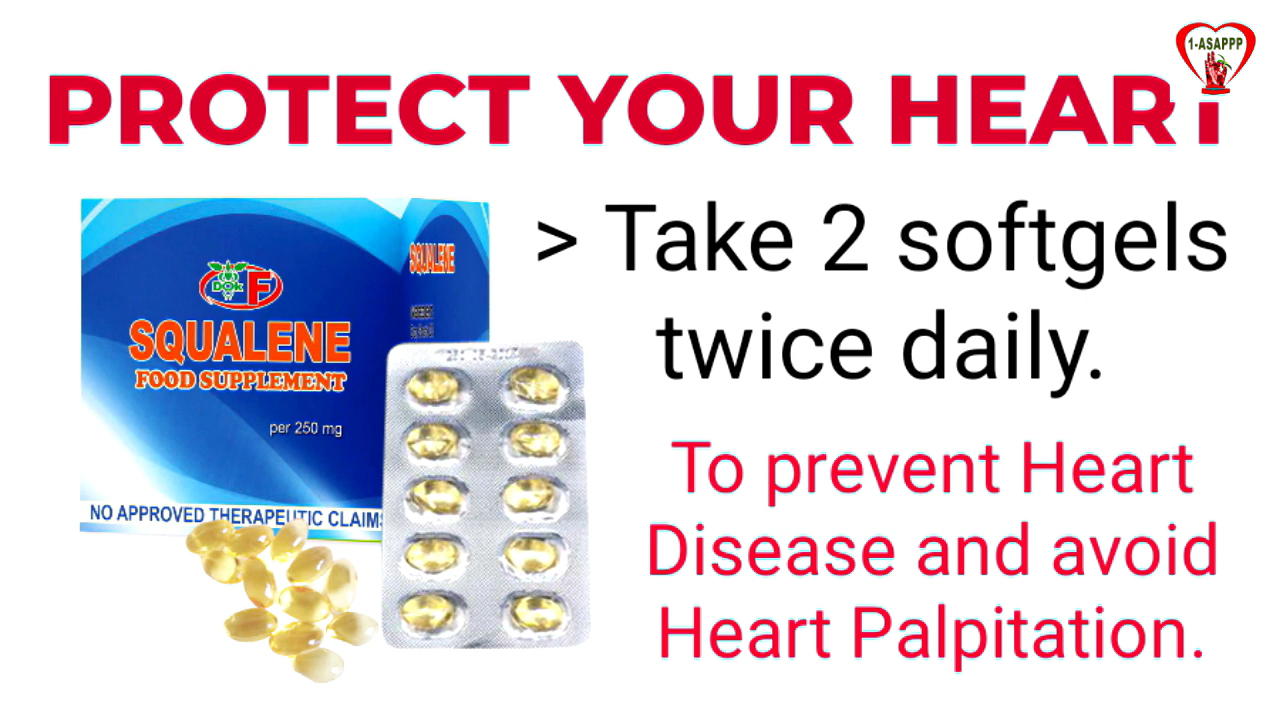 1-ASAPPP
PROTECT YOUR HEART
> Take 2 softgels
twice daily.
To prevent Heart
Disease and avoid
Heart Palpitation.
DOk F
SQUALENE
FOOD SUPPLEMENT
per 250 mg
NO APPROVED THERAPEUTIC CLAIMS
SQUALENE